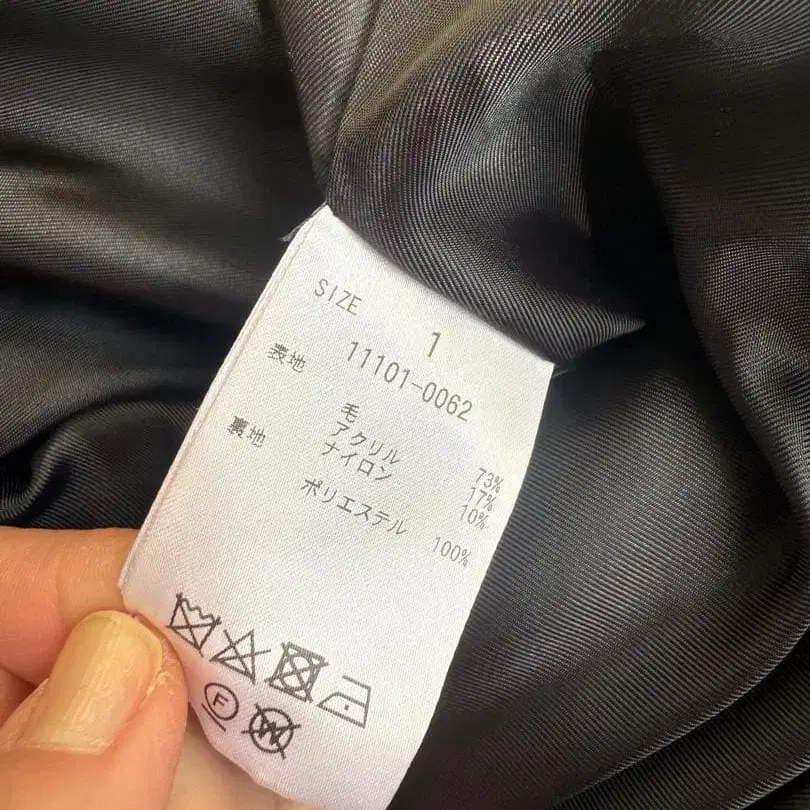 SIZE 1
11101-0062
表地 毛 73%
アクリル 17%
ナイロン 10%
裏地 ポリエステル 100%
F
W